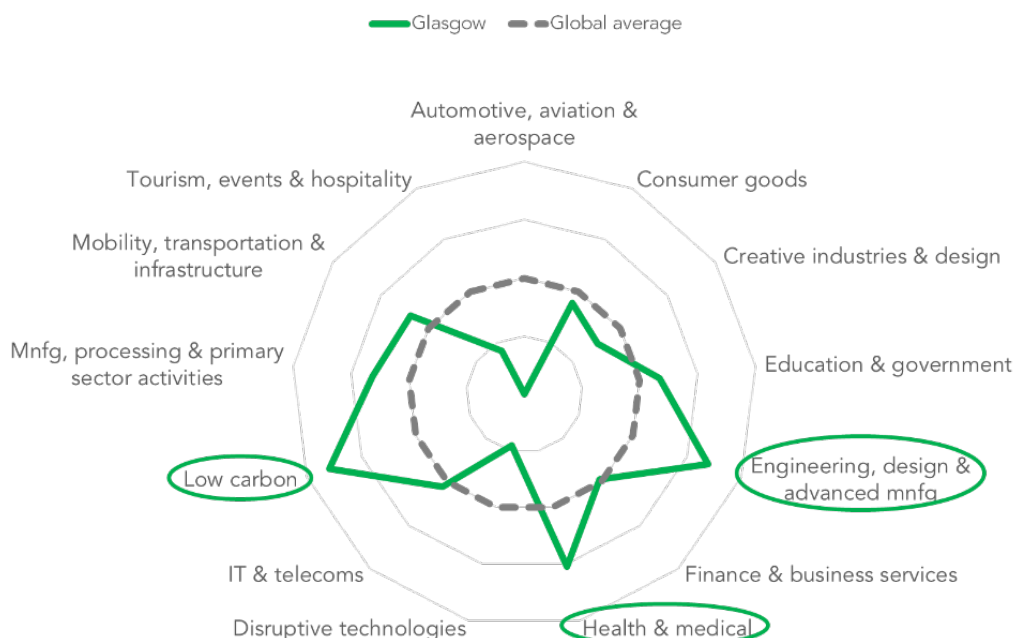 Glasgow
Global average
Automotive, aviation &
aerospace
Tourism, events & hospitality
Consumer goods
Mobility, transportation &
infrastructure
Creative industries & design
Mnfg, processing & primary
sector activities
Education & government
Low carbon
Engineering, design &
advanced mnfg
IT & telecoms
Finance & business services
Disruptive technologies
Health & medical